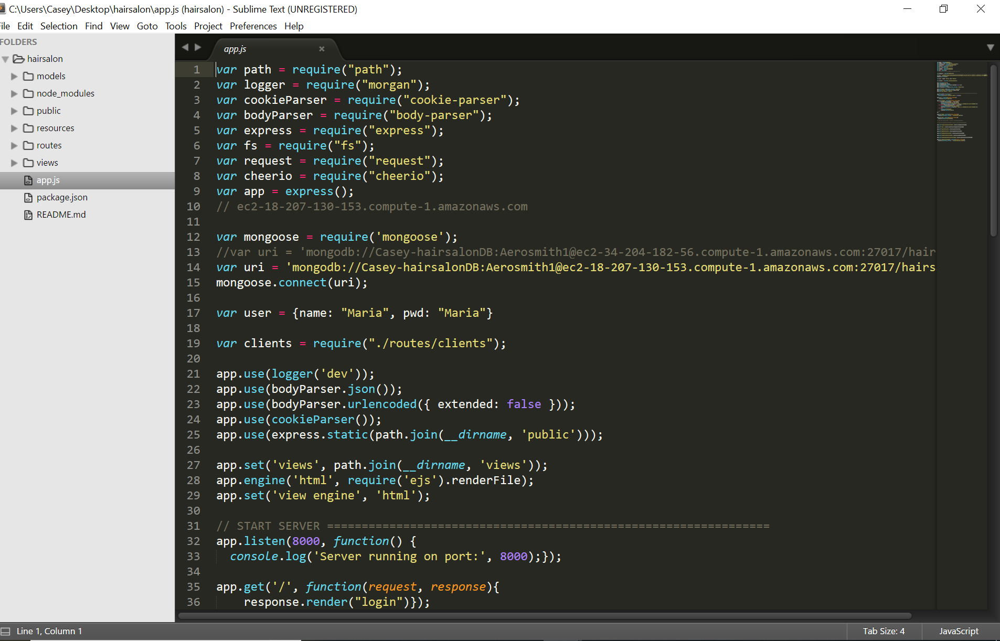 C:\Users\Casey\Desktop\hairsalon\app.js (hairsalon) - Sublime Text (UNREGISTERED)
File Edit Selection Find View Goto Tools Project Preferences Help
FOLDERS
hairsalon
models
node_modules
public
resources
routes
views
app.js
package.json
README.md
app.js
1 var path = require("path");
2 var logger = require("morgan");
3 var cookieParser = require("cookie-parser");
4 var bodyParser = require("body-parser");
5 var express = require("express");
6 var fs = require("fs");
7 var request = require("request");
8 var cheerio = require("cheerio");
9 var app = express();
10 // ec2-18-207-130-153.compute-1.amazonaws.com
11
12 var mongoose = require('mongoose');
13 //var uri = 'mongodb://Casey-hairsalonDB:Aerosmith1@ec2-34-204-182-56.compute-1.amazonaws.com:27017/hair
14 var uri = 'mongodb://Casey-hairsalonDB:Aerosmith1@ec2-18-207-130-153.compute-1.amazonaws.com:27017/hairs
15 mongoose.connect(uri);
16
17 var user = {name: "Maria", pwd: "Maria"}
18
19 var clients = require("./routes/clients");
20
21 app.use(logger('dev'));
22 app.use(bodyParser.json());
23 app.use(bodyParser.urlencoded({ extended: false }));
24 app.use(cookieParser());
25 app.use(express.static(path.join(__dirname, 'public')));
26
27 app.set('views', path.join(__dirname, 'views'));
28 app.engine('html', require('ejs').renderFile);
29 app.set('view engine', 'html');
30
31 // START SERVER ================================================================
32 app.listen(8000, function() {
33   console.log('Server running on port:', 8000);});
34
35 app.get('/', function(request, response){
36     response.render("login")});
Line 1, Column 1
Tab Size: 4
JavaScript